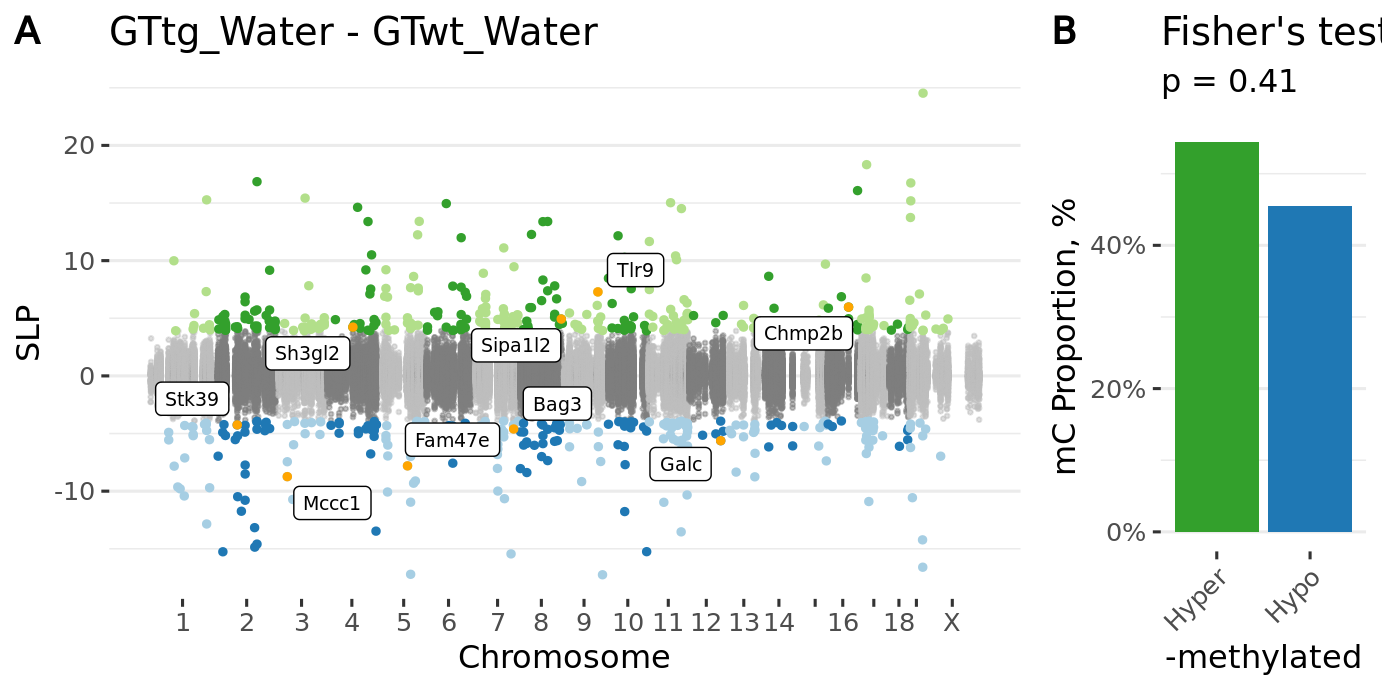 A
GTtg_Water - GTwt_Water
SLP
20
10
0
-10
Tlr9
Chmp2b
Sipa1l2
Sh3gl2
Stk39
Bag3
Fam47e
Galc
Mccc1
1 2 3 4 5 6 7 8 9 10 11 12 13 14 16 18 X
Chromosome
B
Fisher's test
p = 0.41
mC Proportion, %
40%
20%
0%
Hyper
Hypo
-methylated